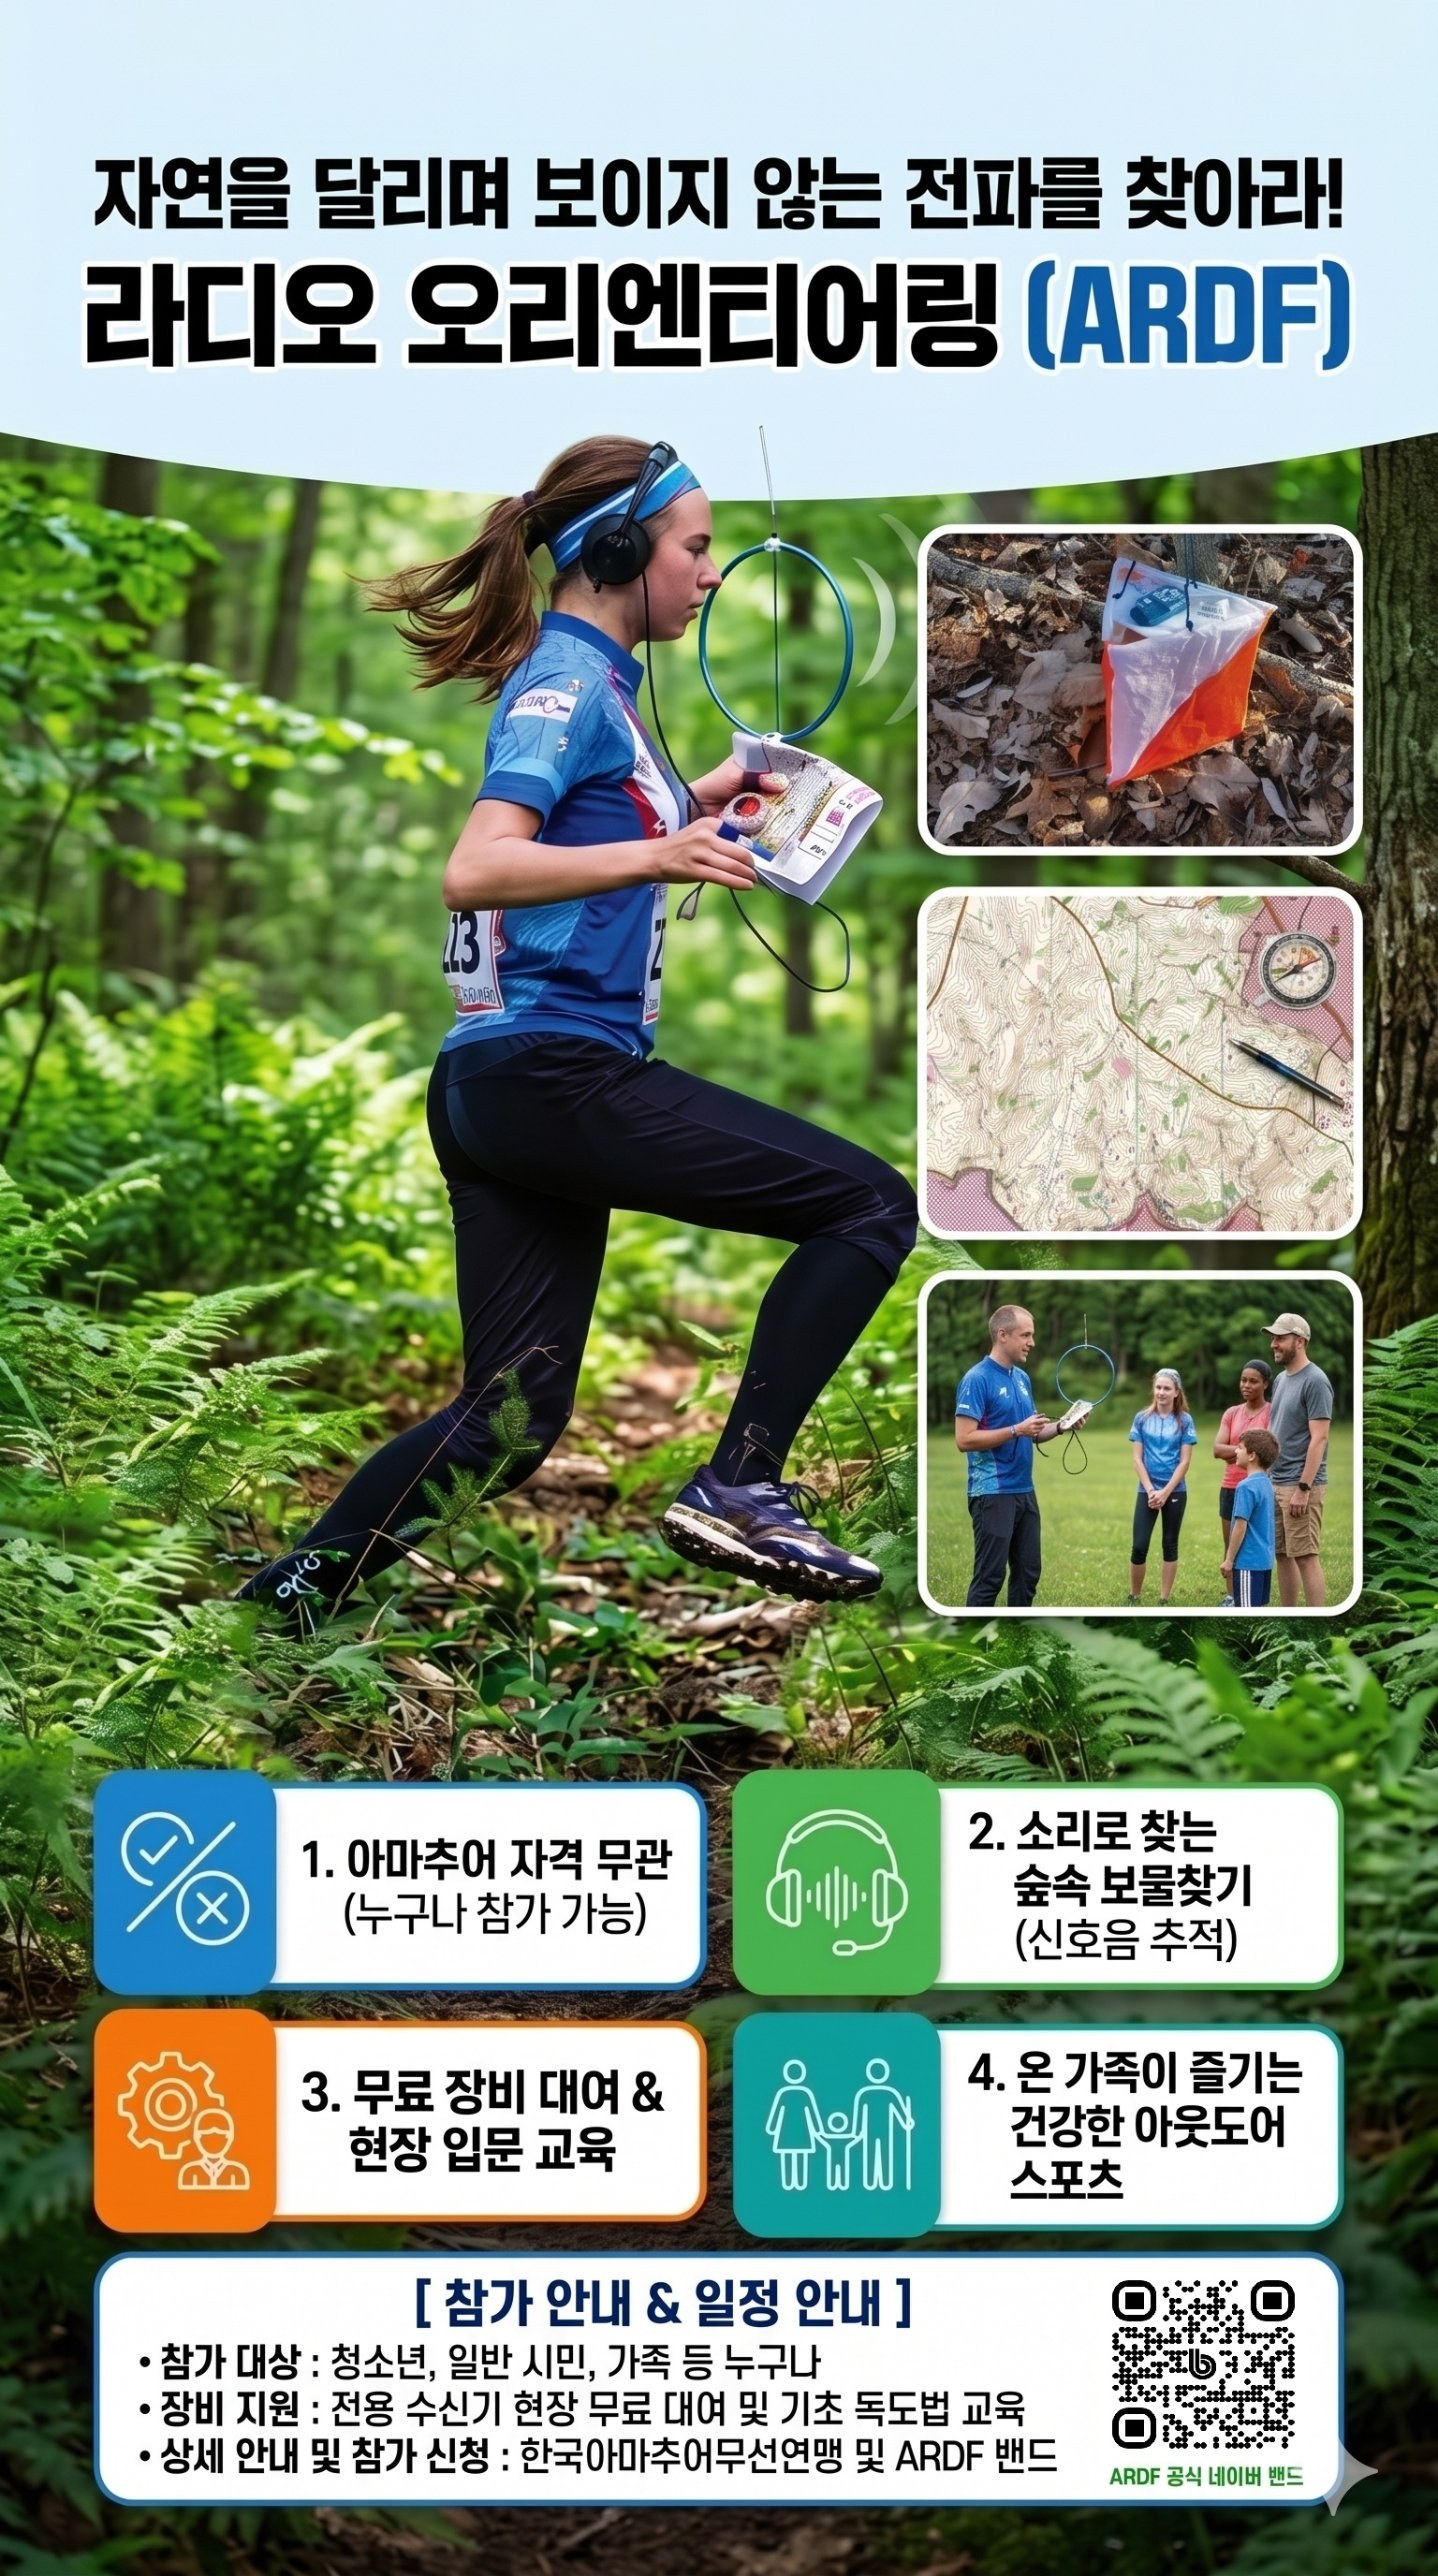 자연을 달리며 보이지 않는 전파를 찾아라!
라디오 오리엔티어링 (ARDF)
1. 아마추어 자격 무관
(누구나 참가 가능)
2. 소리로 찾는
숲속 보물찾기
(신호음 추적)
3. 무료 장비 대여 &
현장 입문 교육
4. 온 가족이 즐기는
건강한 아웃도어
스포츠
[ 참가 안내 & 일정 안내 ]
• 참가 대상 : 청소년, 일반 시민, 가족 등 누구나
• 장비 지원 : 전용 수신기 현장 무료 대여 및 기초 독도법 교육
• 상세 안내 및 참가 신청 : 한국아마추어무선연맹 및 ARDF 밴드
ARDF 공식 네이버 밴드